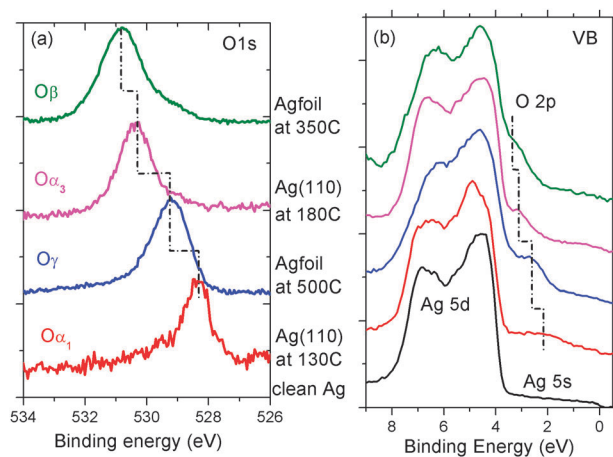 (a) O1s
Oβ
Agfoil
at 350C
Oα3
Ag(110)
at 180C
Oγ
Agfoil
at 500C
Oα1
Ag(110)
at 130C
clean Ag
534 532 530 528 526
Binding energy (eV)
(b) VB
O 2p
Ag 5d
Ag 5s
8 6 4 2 0
Binding Energy (eV)